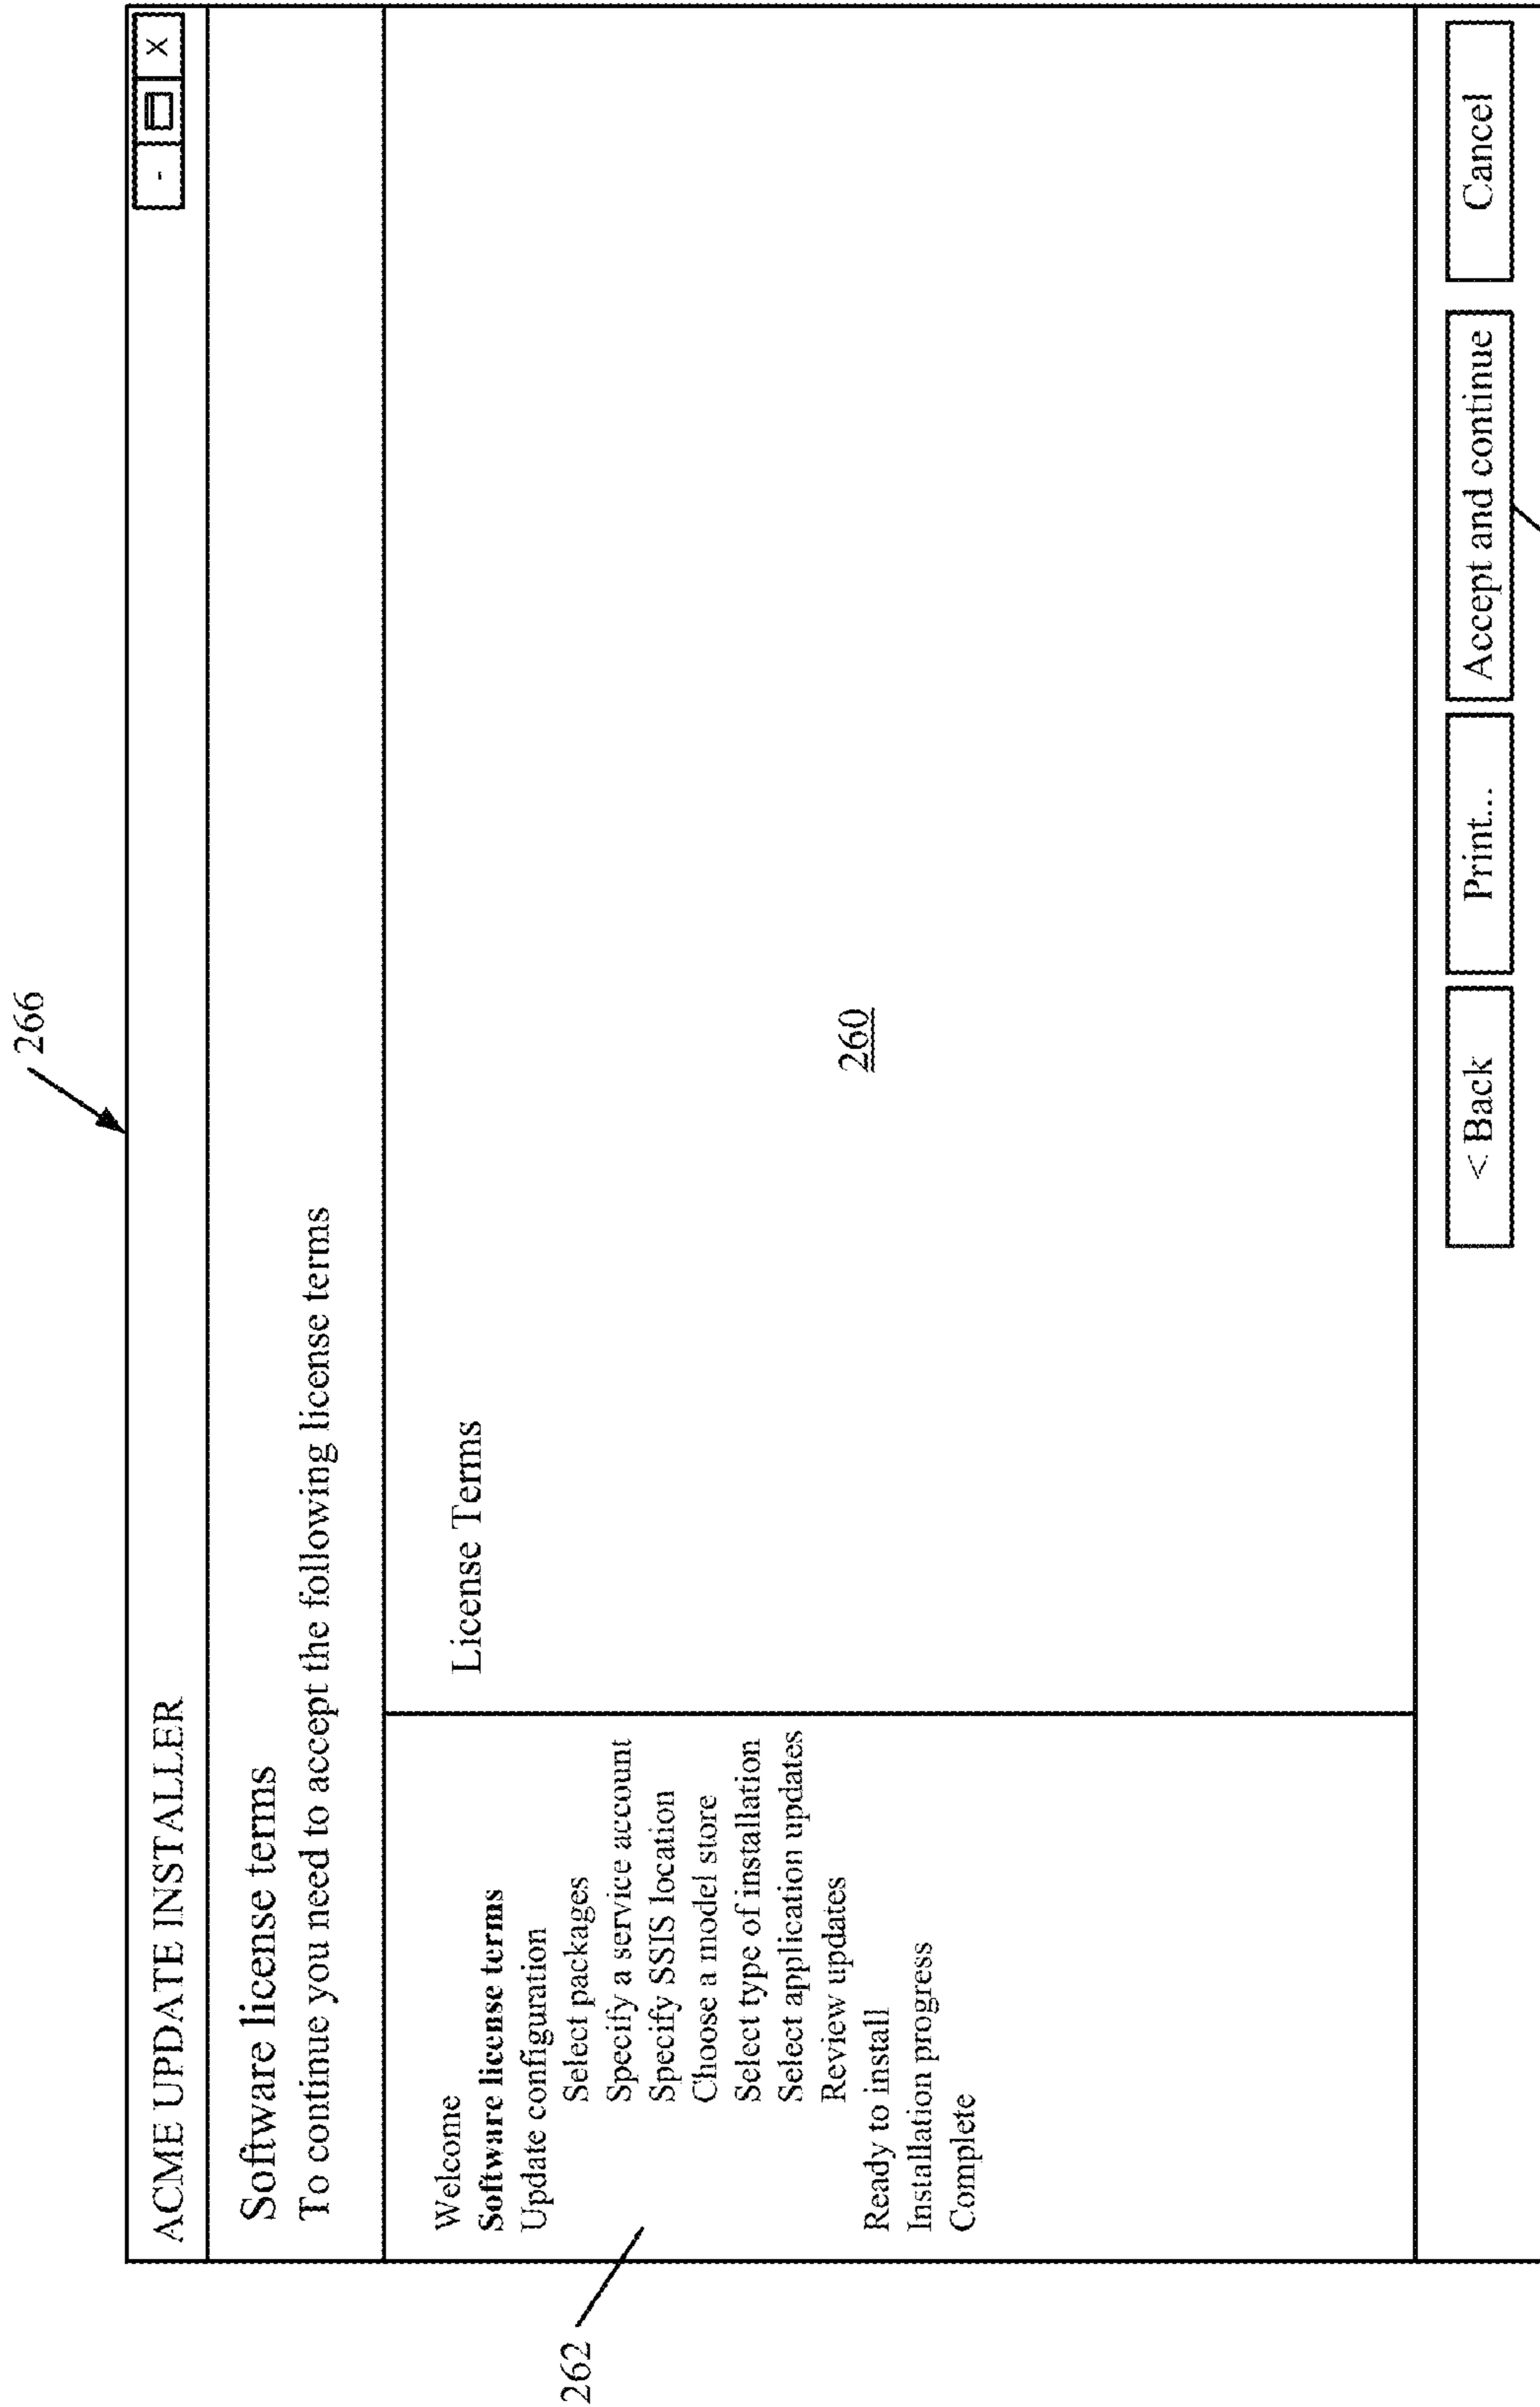 266
ACME UPDATE INSTALLER
- X
Software license terms
To continue you need to accept the following license terms
262
Welcome
Software license terms
Update configuration
Select packages
Specify a service account
Specify SSIS location
Choose a model store
Select type of installation
Select application updates
Review updates
Ready to install
Installation progress
Complete
License Terms
260
< Back
Print...
Accept and continue
Cancel